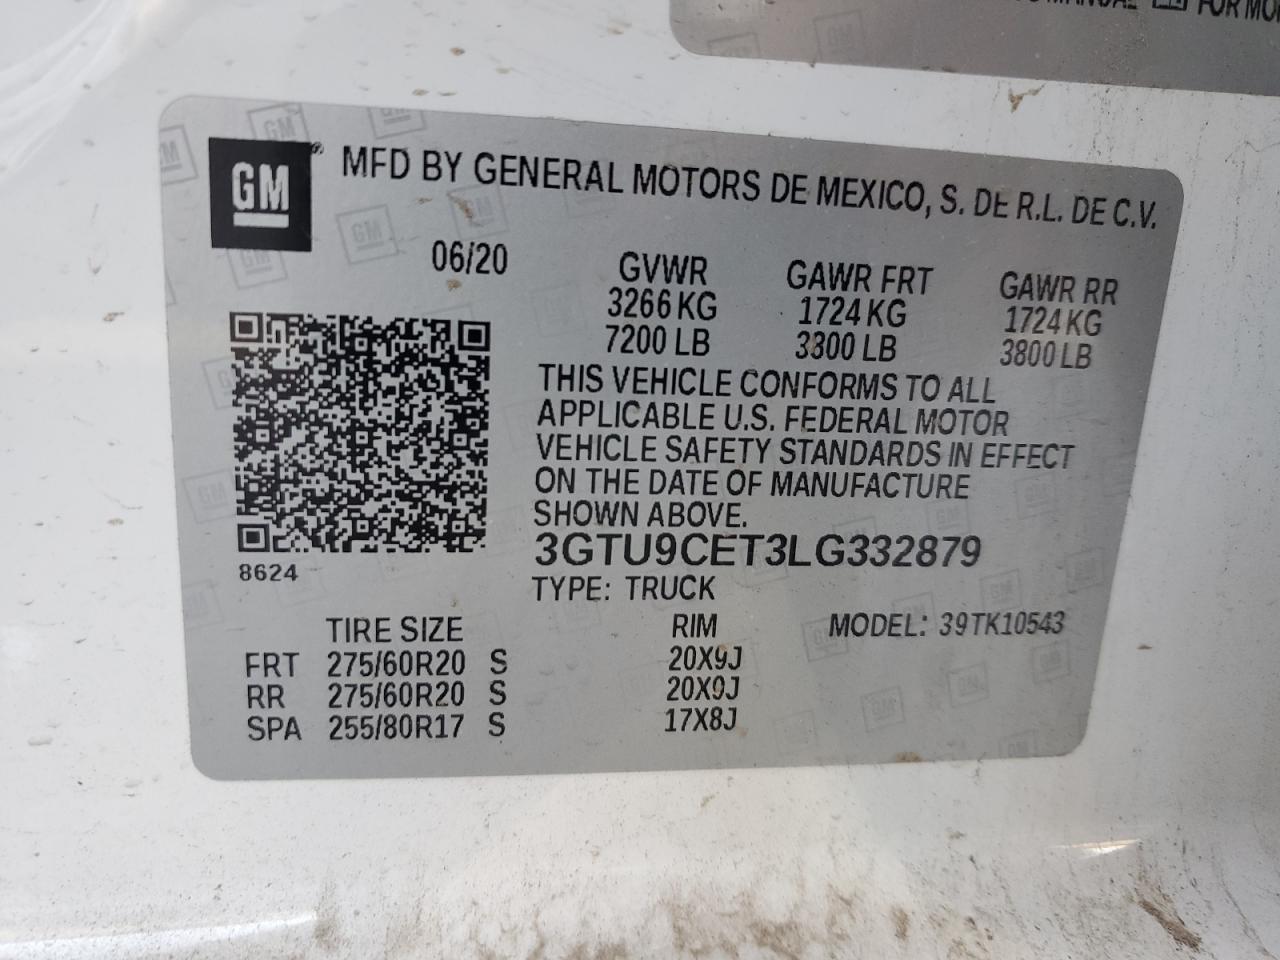 MANUAL
FOR MO
GM® MFD BY GENERAL MOTORS DE MEXICO, S. DE R.L. DE C.V.
06/20 GVWR GAWR FRT GAWR RR
3266 KG 1724 KG 1724 KG
7200 LB 3800 LB 3800 LB
THIS VEHICLE CONFORMS TO ALL
APPLICABLE U.S. FEDERAL MOTOR
VEHICLE SAFETY STANDARDS IN EFFECT
ON THE DATE OF MANUFACTURE
SHOWN ABOVE.
8624
3GTU9CET3LG332879
TYPE: TRUCK
TIRE SIZE RIM MODEL: 39TK10543
FRT 275/60R20 S 20X9J
RR 275/60R20 S 20X9J
SPA 255/80R17 S 17X8J